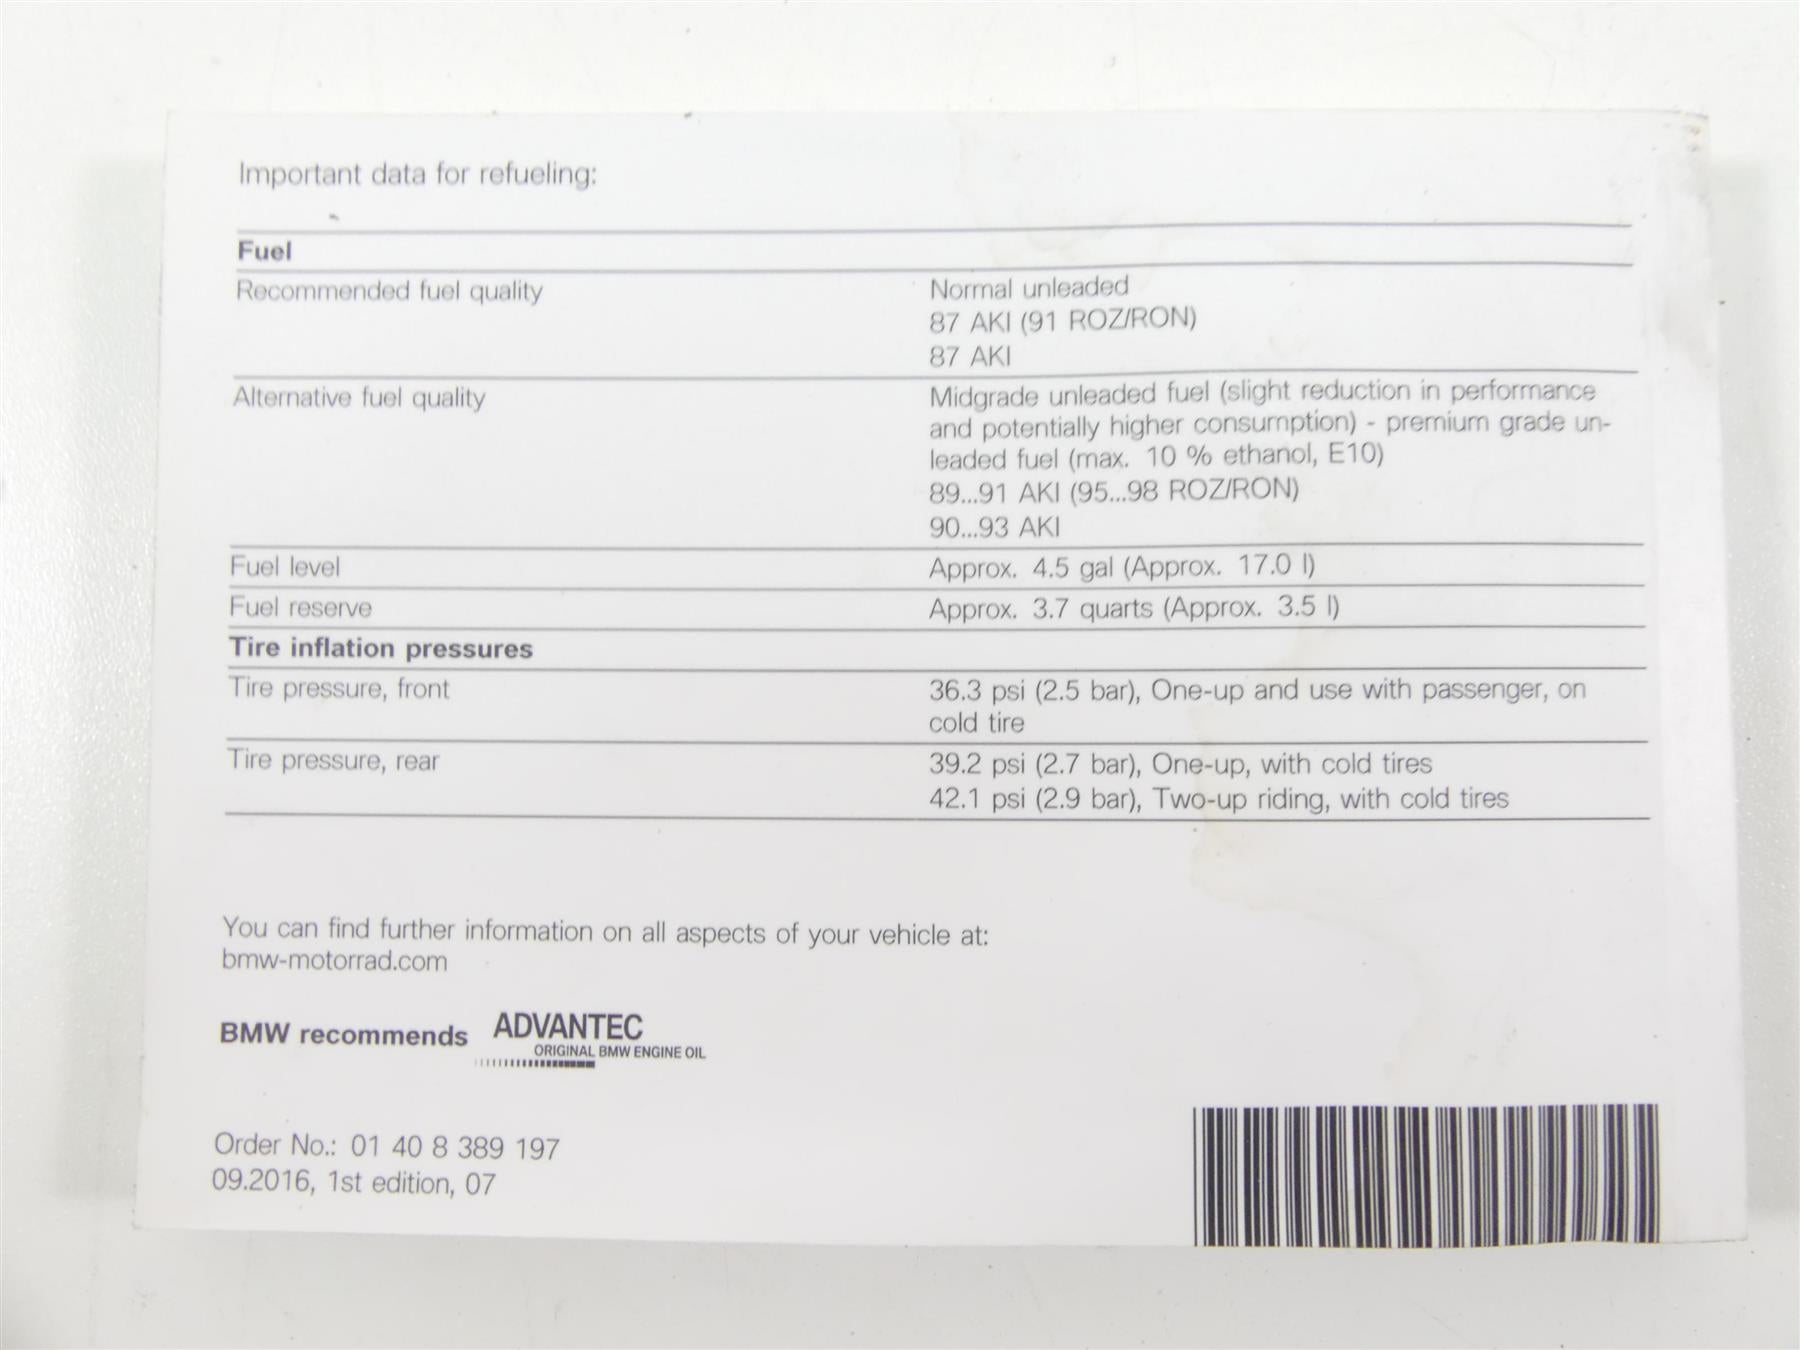 Important data for refueling:
Fuel
Recommended fuel quality
Normal unleaded
87 AKI (91 ROZ/RON)
87 AKI
Alternative fuel quality
Midgrade unleaded fuel (slight reduction in performance
and potentially higher consumption) - premium grade un-
leaded fuel (max. 10 % ethanol, E10)
89...91 AKI (95...98 ROZ/RON)
90...93 AKI
Fuel level
Approx. 4.5 gal (Approx. 17.0 l)
Fuel reserve
Approx. 3.7 quarts (Approx. 3.5 l)
Tire inflation pressures
Tire pressure, front
36.3 psi (2.5 bar), One-up and use with passenger, on
cold tire
Tire pressure, rear
39.2 psi (2.7 bar), One-up, with cold tires
42.1 psi (2.9 bar), Two-up riding, with cold tires
You can find further information on all aspects of your vehicle at:
bmw-motorrad.com
BMW recommends ADVANTEC
ORIGINAL BMW ENGINE OIL
Order No.: 01 40 8 389 197
09.2016, 1st edition, 07